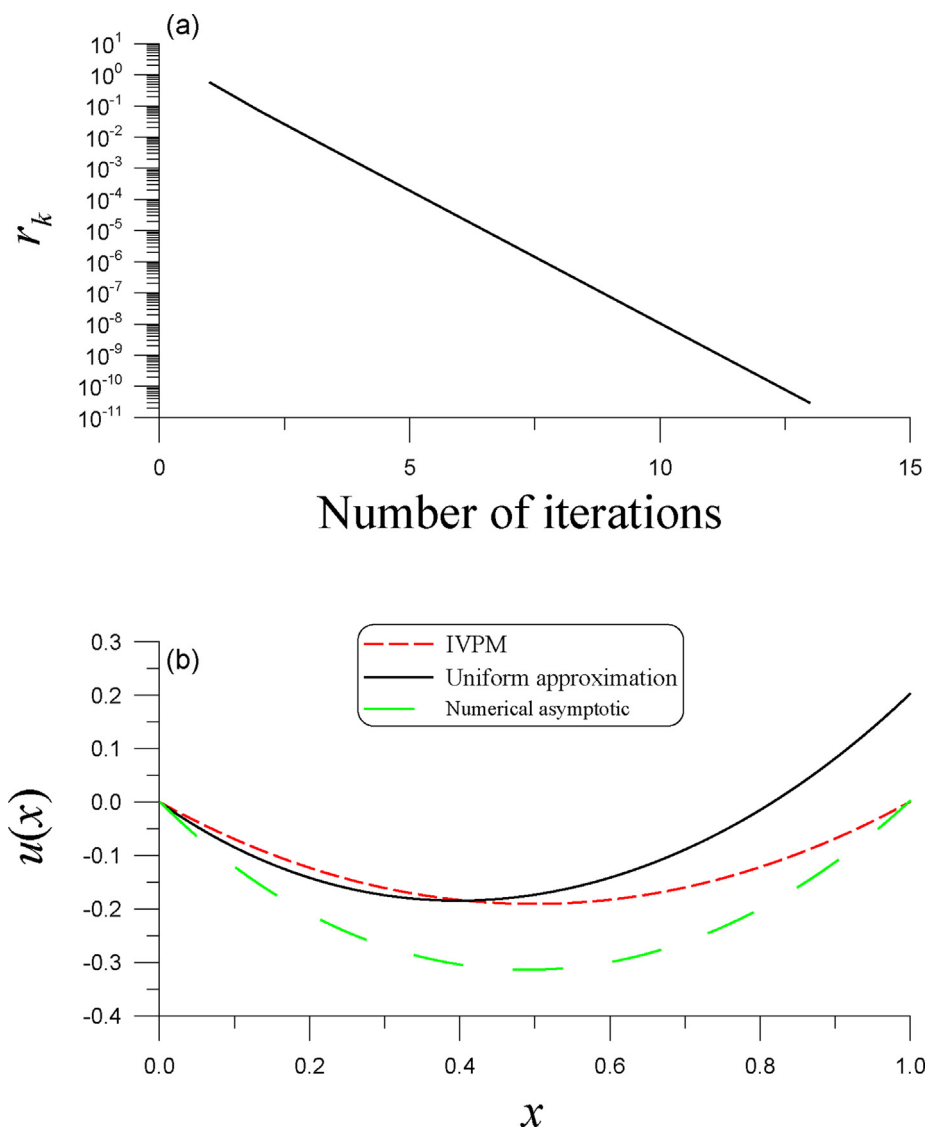 (a)
10^1
10^0
10^-1
10^-2
10^-3
10^-4
10^-5
10^-6
10^-7
10^-8
10^-9
10^-10
10^-11
r_k
0 5 10 15
Number of iterations
(b)
0.3
0.2
0.1
0.0
-0.1
-0.2
-0.3
-0.4
u(x)
IVPM
Uniform approximation
Numerical asymptotic
0.0 0.2 0.4 0.6 0.8 1.0
x